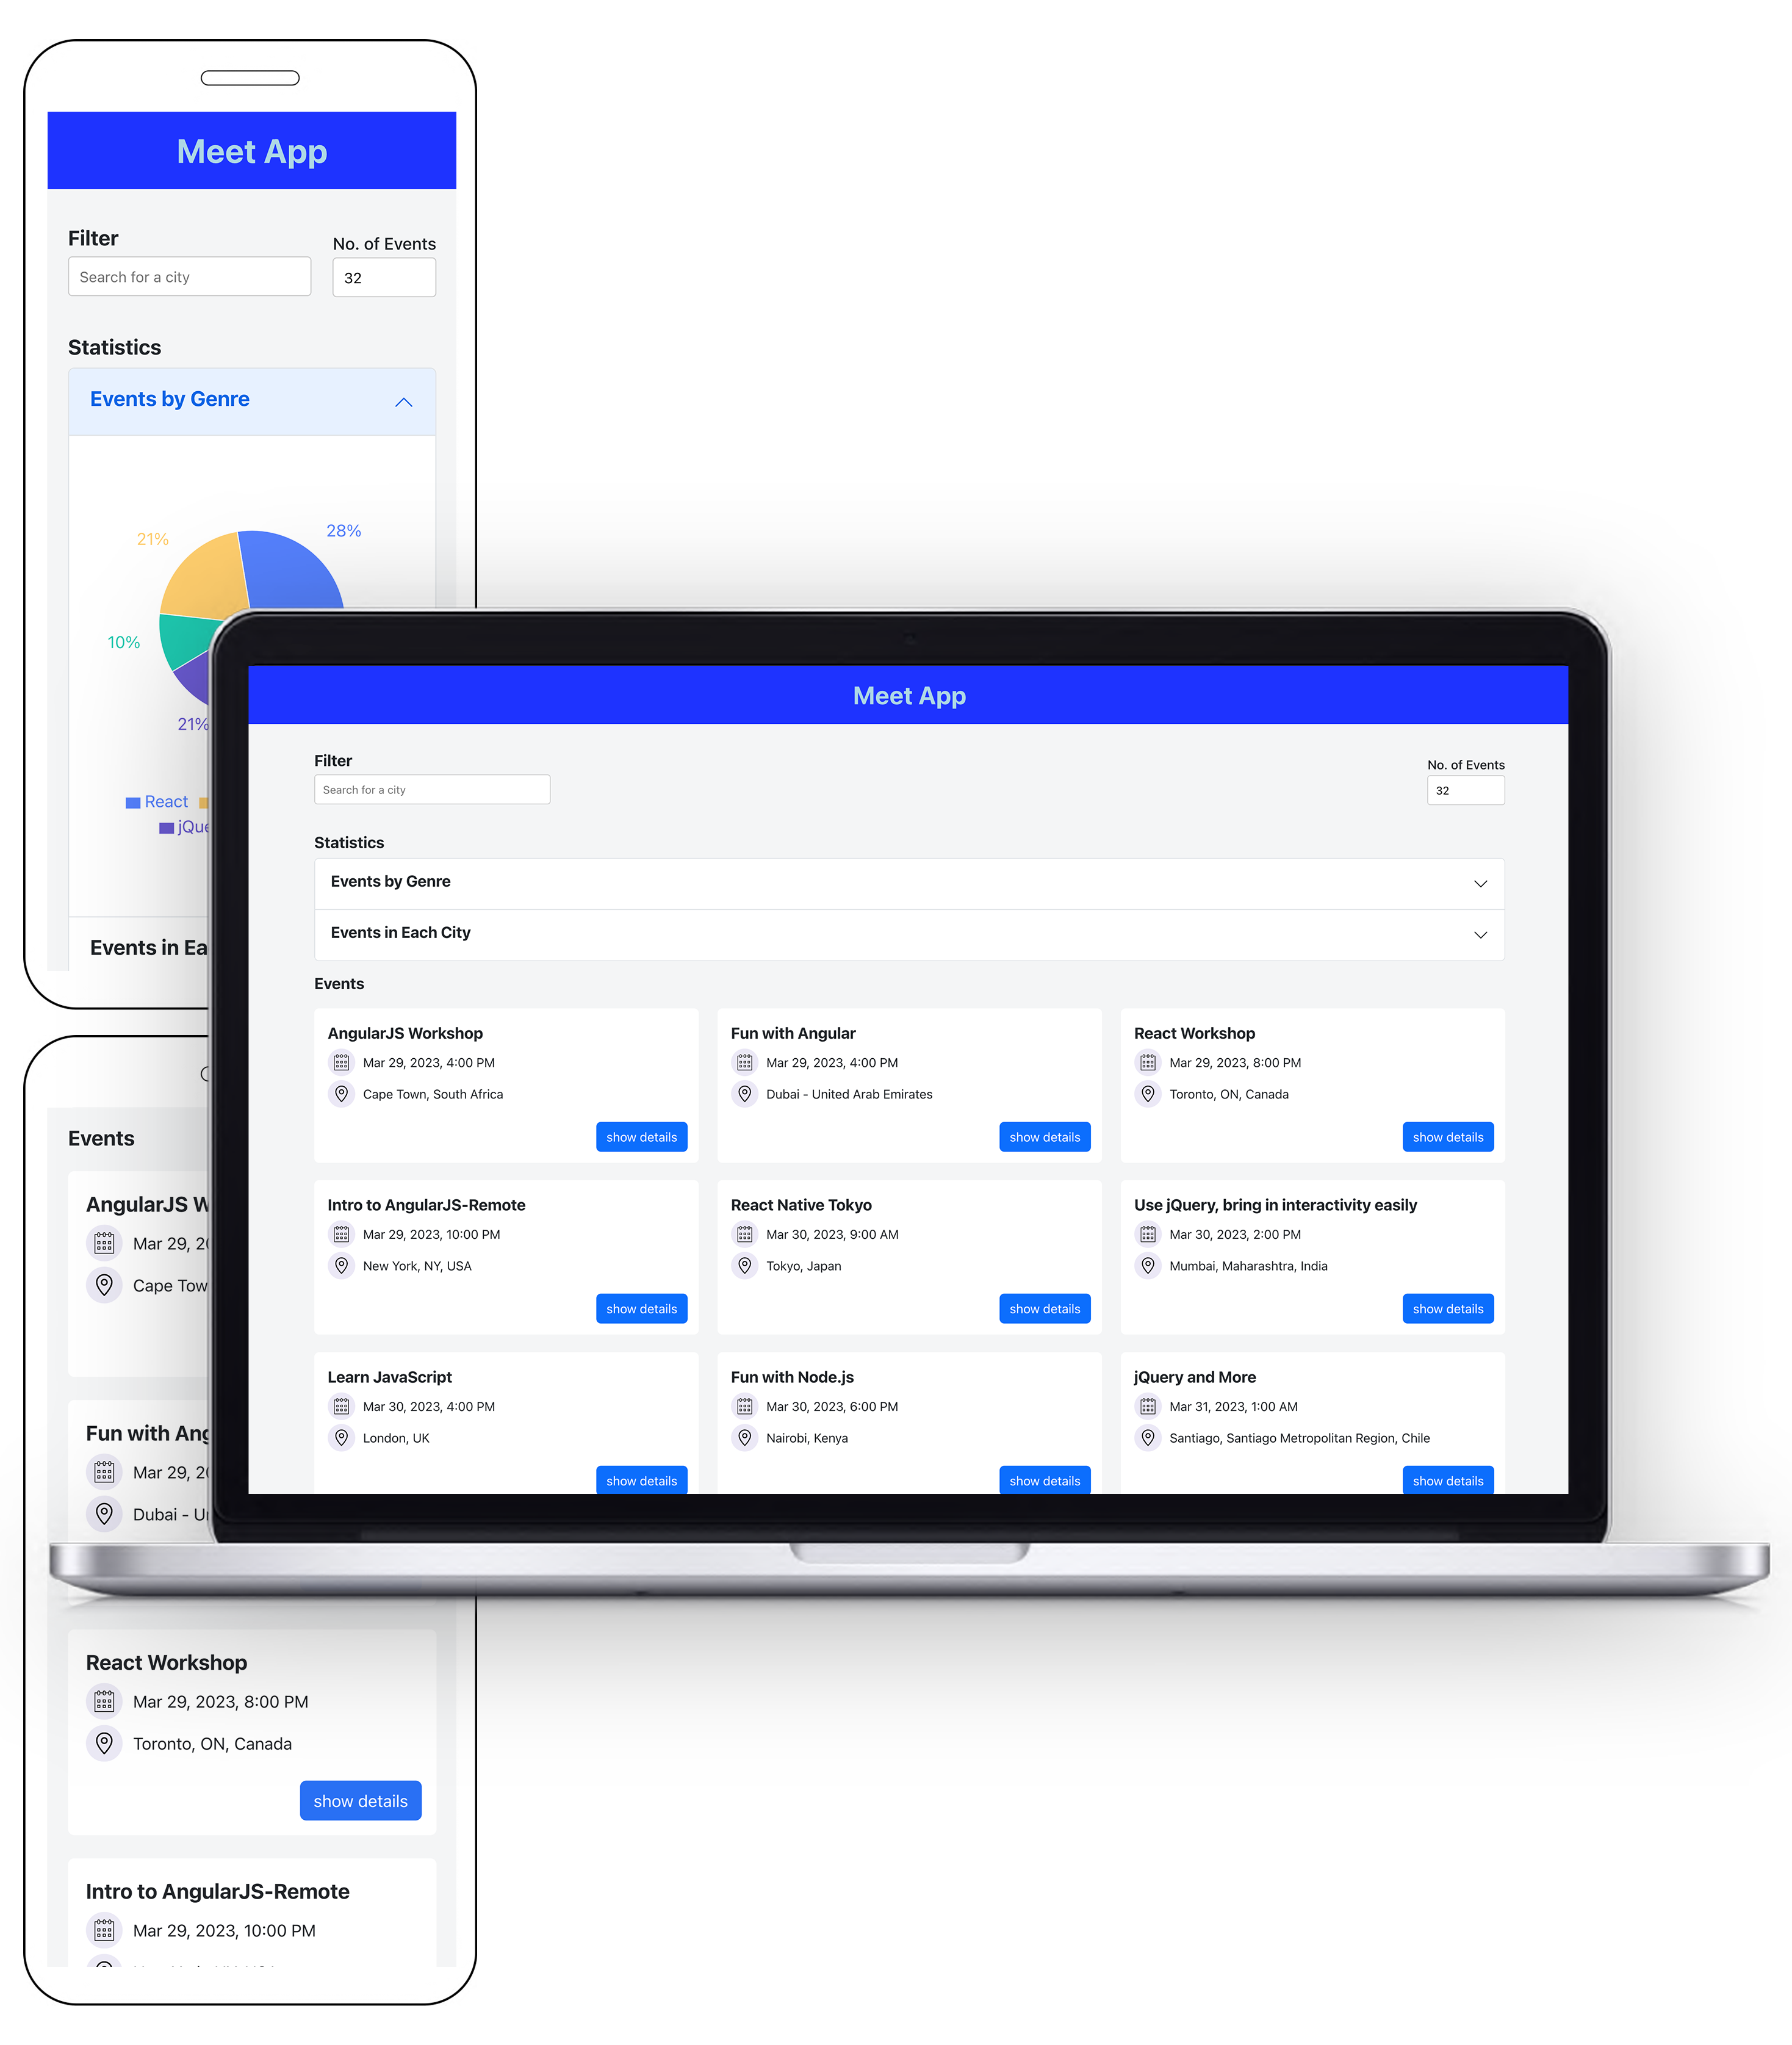 Meet App
Filter
No. of Events
Search for a city
32
Statistics
Events by Genre
28%
21%
10%
21%
React
Events in
Events
AngularJS
Mar 29,
Cape
Fun with
Mar 29,
Dubai -
React Workshop
Mar 29, 2023, 8:00 PM
Toronto, ON, Canada
show details
Intro to AngularJS-Remote
Mar 29, 2023, 10:00 PM
Meet App
Filter
No. of Events
Search for a city
32
Statistics
Events by Genre
Events in Each City
Events
AngularJS Workshop
Mar 29, 2023, 4:00 PM
Cape Town, South Africa
show details
Fun with Angular
Mar 29, 2023, 4:00 PM
Dubai - United Arab Emirates
show details
React Workshop
Mar 29, 2023, 8:00 PM
Toronto, ON, Canada
show details
Intro to AngularJS-Remote
Mar 29, 2023, 10:00 PM
New York, NY, USA
show details
React Native Tokyo
Mar 30, 2023, 9:00 AM
Tokyo, Japan
show details
Use jQuery, bring in interactivity easily
Mar 30, 2023, 2:00 PM
Mumbai, Maharashtra, India
show details
Learn JavaScript
Mar 30, 2023, 4:00 PM
London, UK
show details
Fun with Node.js
Mar 30, 2023, 6:00 PM
Nairobi, Kenya
show details
jQuery and More
Mar 31, 2023, 1:00 AM
Santiago, Santiago Metropolitan Region, Chile
show details